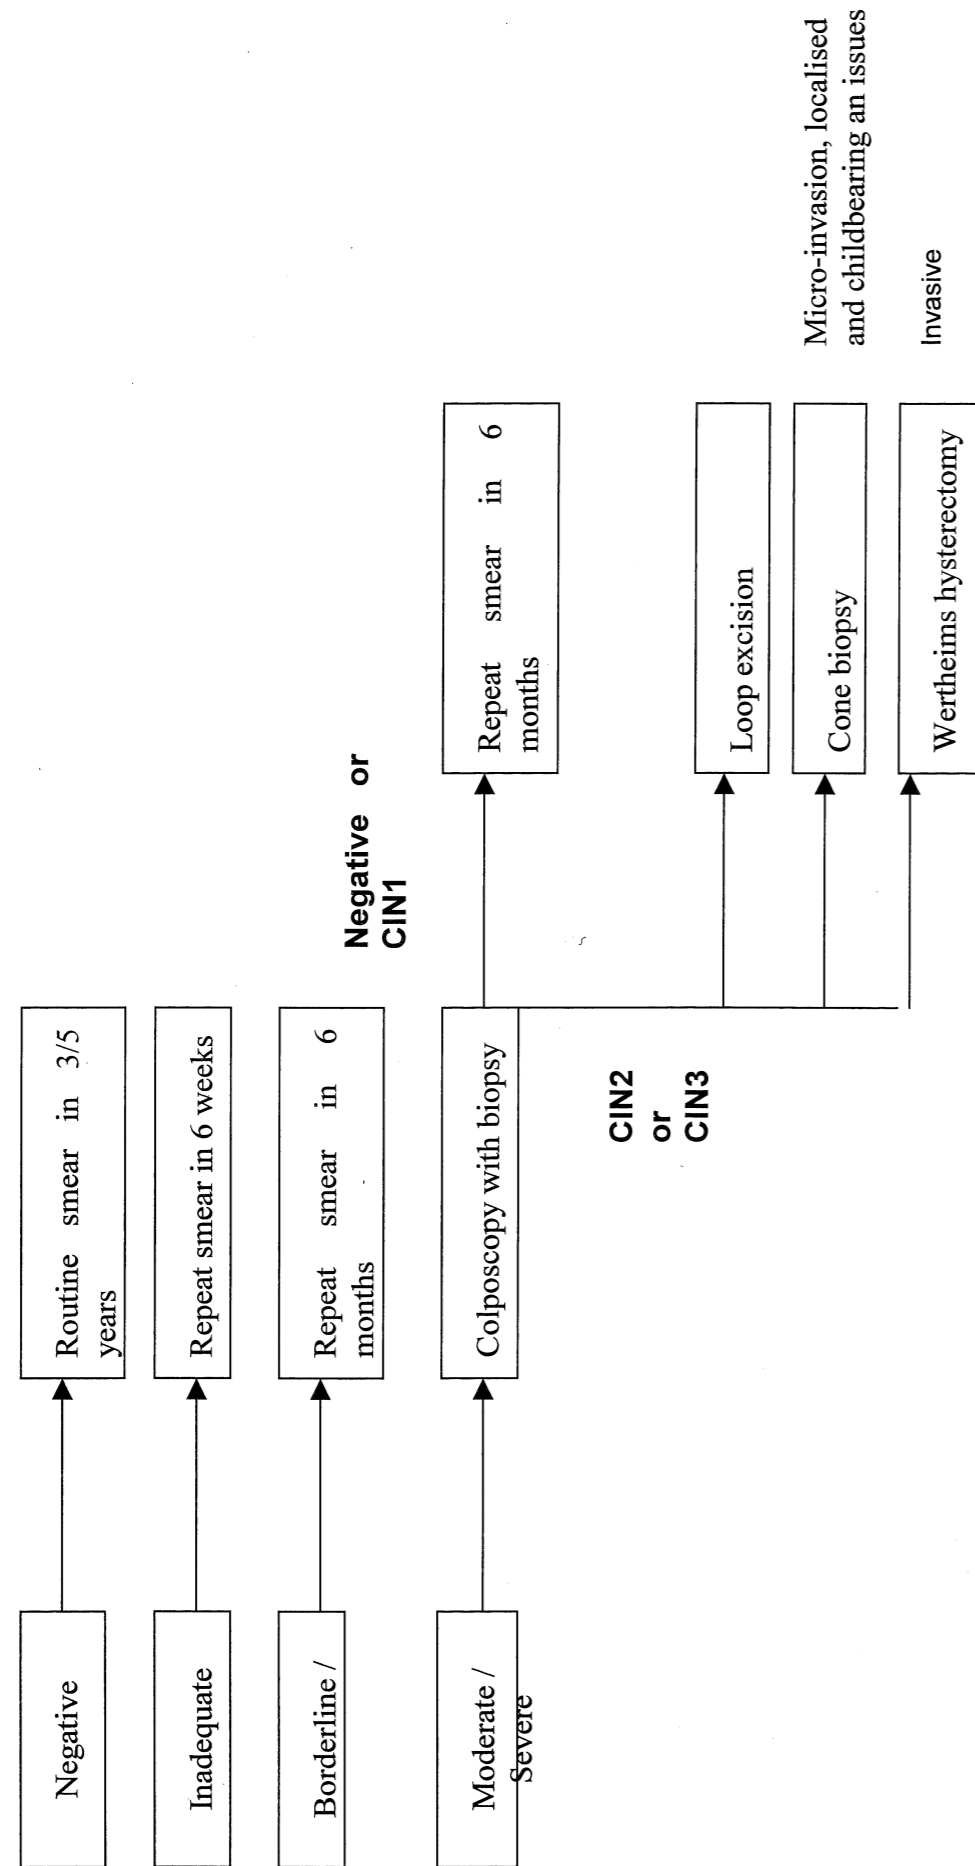 Negative
Routine smear in 3/5
years
Inadequate
Repeat smear in 6 weeks
Borderline /
Repeat smear in 6
months
Negative or
CIN1
Moderate /
Severe
Colposcopy with biopsy
Repeat smear in 6
months
CIN2
or
CIN3
Loop excision
Cone biopsy
Micro-invasion, localised
and childbearing an issues
Wertheims hysterectomy
Invasive